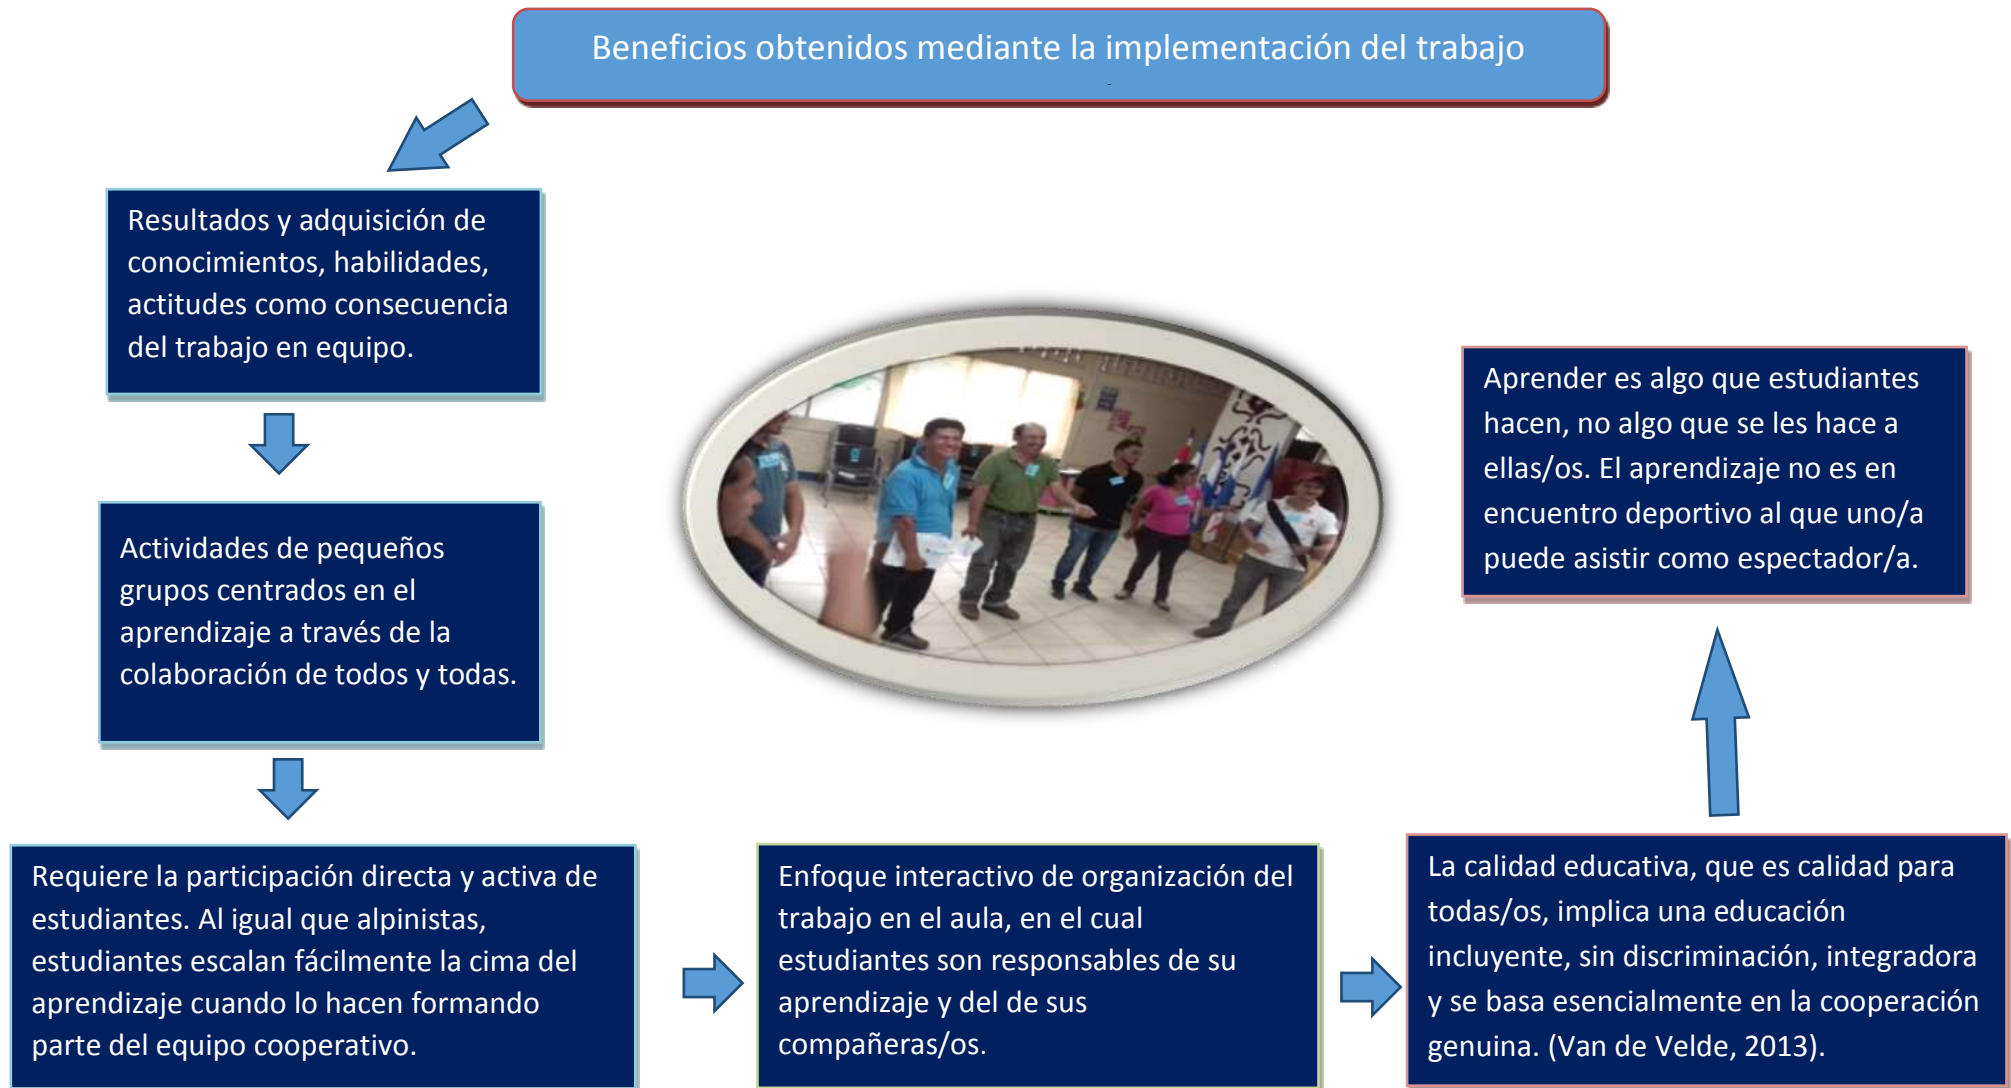 Beneficios obtenidos mediante la implementación del trabajo
Resultados y adquisición de
conocimientos, habilidades,
actitudes como consecuencia
del trabajo en equipo.
Actividades de pequeños
grupos centrados en el
aprendizaje a través de la
colaboración de todos y todas.
Requiere la participación directa y activa de
estudiantes. Al igual que alpinistas,
estudiantes escalan fácilmente la cima del
aprendizaje cuando lo hacen formando
parte del equipo cooperativo.
Enfoque interactivo de organización del
trabajo en el aula, en el cual
estudiantes son responsables de su
aprendizaje y del de sus
compañeras/os.
La calidad educativa, que es calidad para
todas/os, implica una educación
incluyente, sin discriminación, integradora
y se basa esencialmente en la cooperación
genuina. (Van de Velde, 2013).
Aprender es algo que estudiantes
hacen, no algo que se les hace a
ellas/os. El aprendizaje no es en
encuentro deportivo al que uno/a
puede asistir como espectador/a.